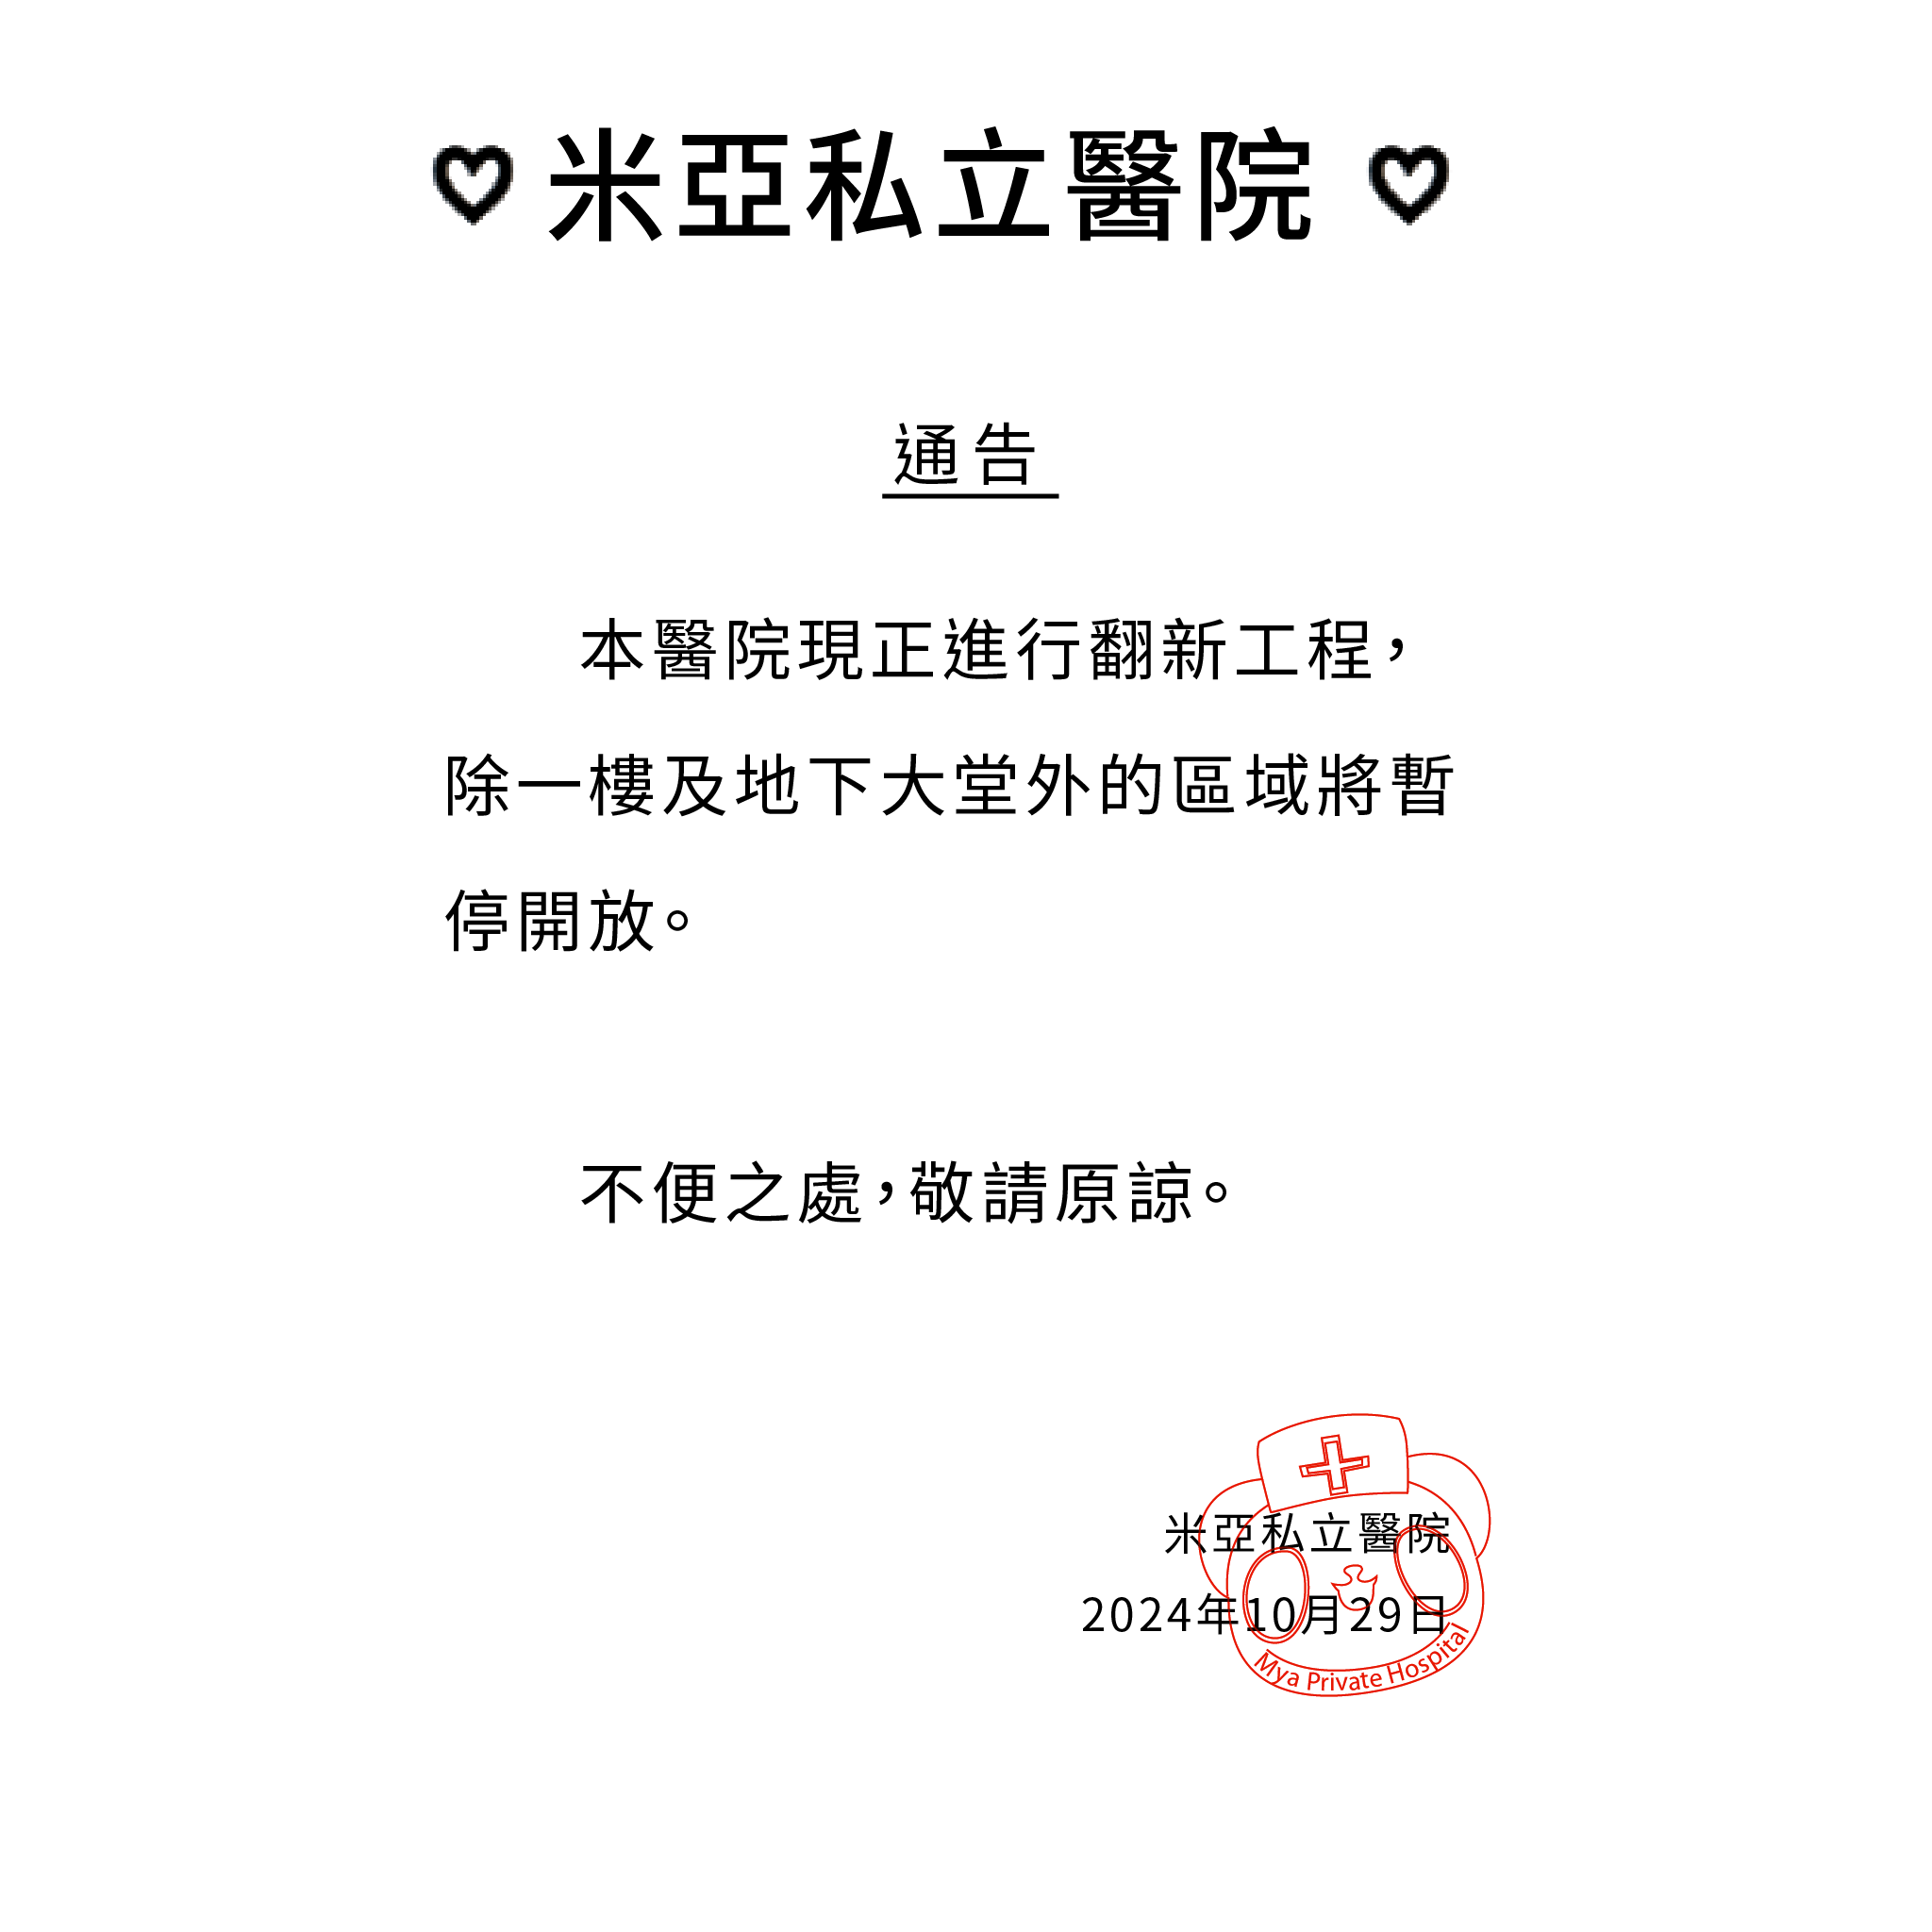 ♡米亞私立醫院♡
通告
本醫院現正進行翻新工程，
除一樓及地下大堂外的區域將暫
停開放。
不便之處，敬請原諒。
米亞私立醫院
2024年10月29日
Mya Private Hospital